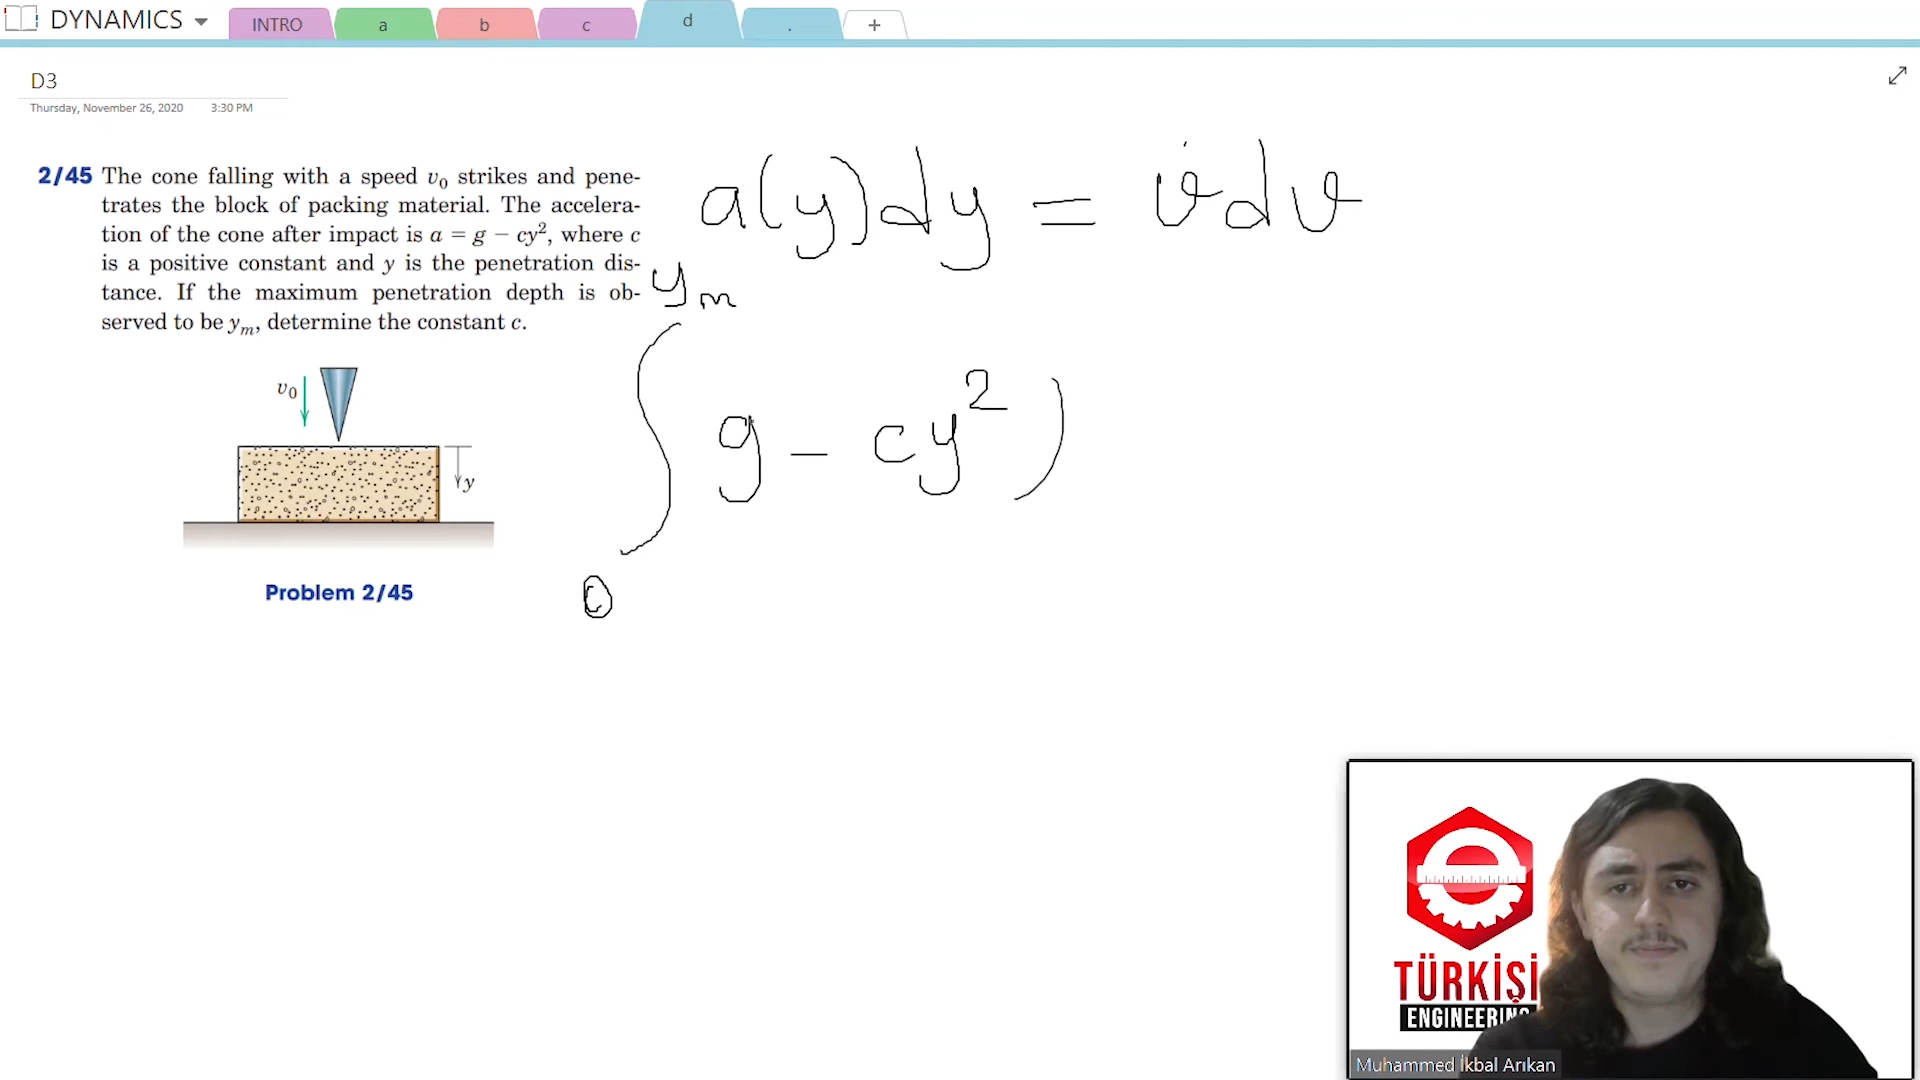 DYNAMICS
INTRO a b c d . +
D3
Thursday, November 26, 2020 3:30 PM
2/45 The cone falling with a speed v₀ strikes and pene-
trates the block of packing material. The accelera-
tion of the cone after impact is a = g − cy², where c
is a positive constant and y is the penetration dis-
tance. If the maximum penetration depth is ob-
served to be yₘ, determine the constant c.
v₀
y
Problem 2/45
a(y)dy = vdv
yₘ
∫ g − cy²)
0
TÜRKİŞİ
ENGINEERING
Muhammed İkbal Arıkan